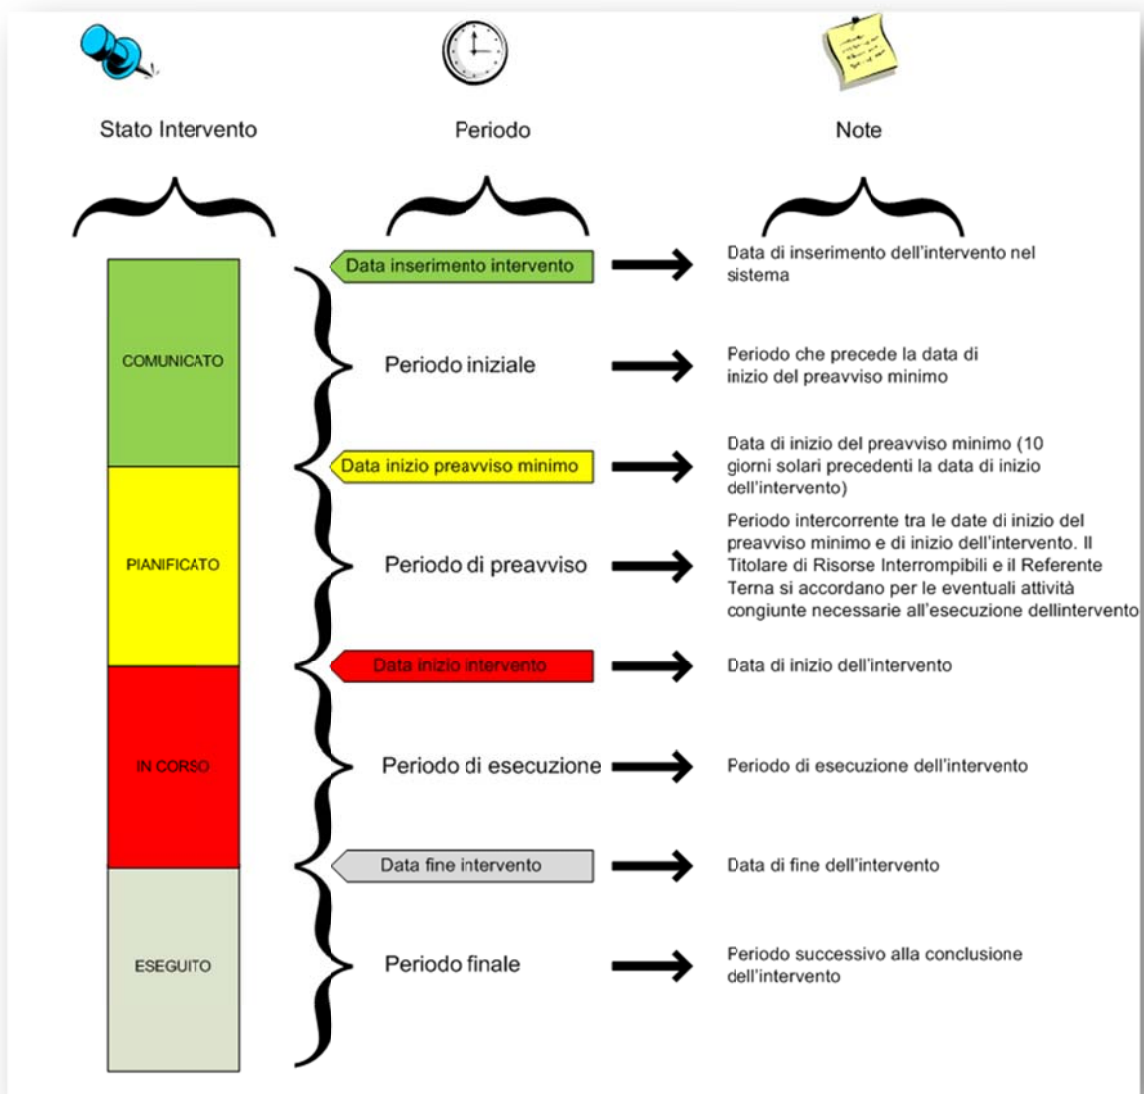 Stato Intervento
Periodo
Note
Data inserimento intervento
Data di inserimento dell'intervento nel
sistema
COMUNICATO
Periodo iniziale
Periodo che precede la data di
inizio del preavviso minimo
Data inizio preavviso minimo
Data di inizio del preavviso minimo (10
giorni solari precedenti la data di inizio
dell'intervento)
PIANIFICATO
Periodo di preavviso
Periodo intercorrente tra le date di inizio del
preavviso minimo e di inizio dell'intervento. Il
Titolare di Risorse Interrompibili e il Referente
Terna si accordano per le eventuali attività
congiunte necessarie all'esecuzione dellintervento
Data inizio intervento
Data di inizio dell'intervento
IN CORSO
Periodo di esecuzione
Periodo di esecuzione dell'intervento
Data fine intervento
Data di fine dell'intervento
ESEGUITO
Periodo finale
Periodo successivo alla conclusione
dell'intervento